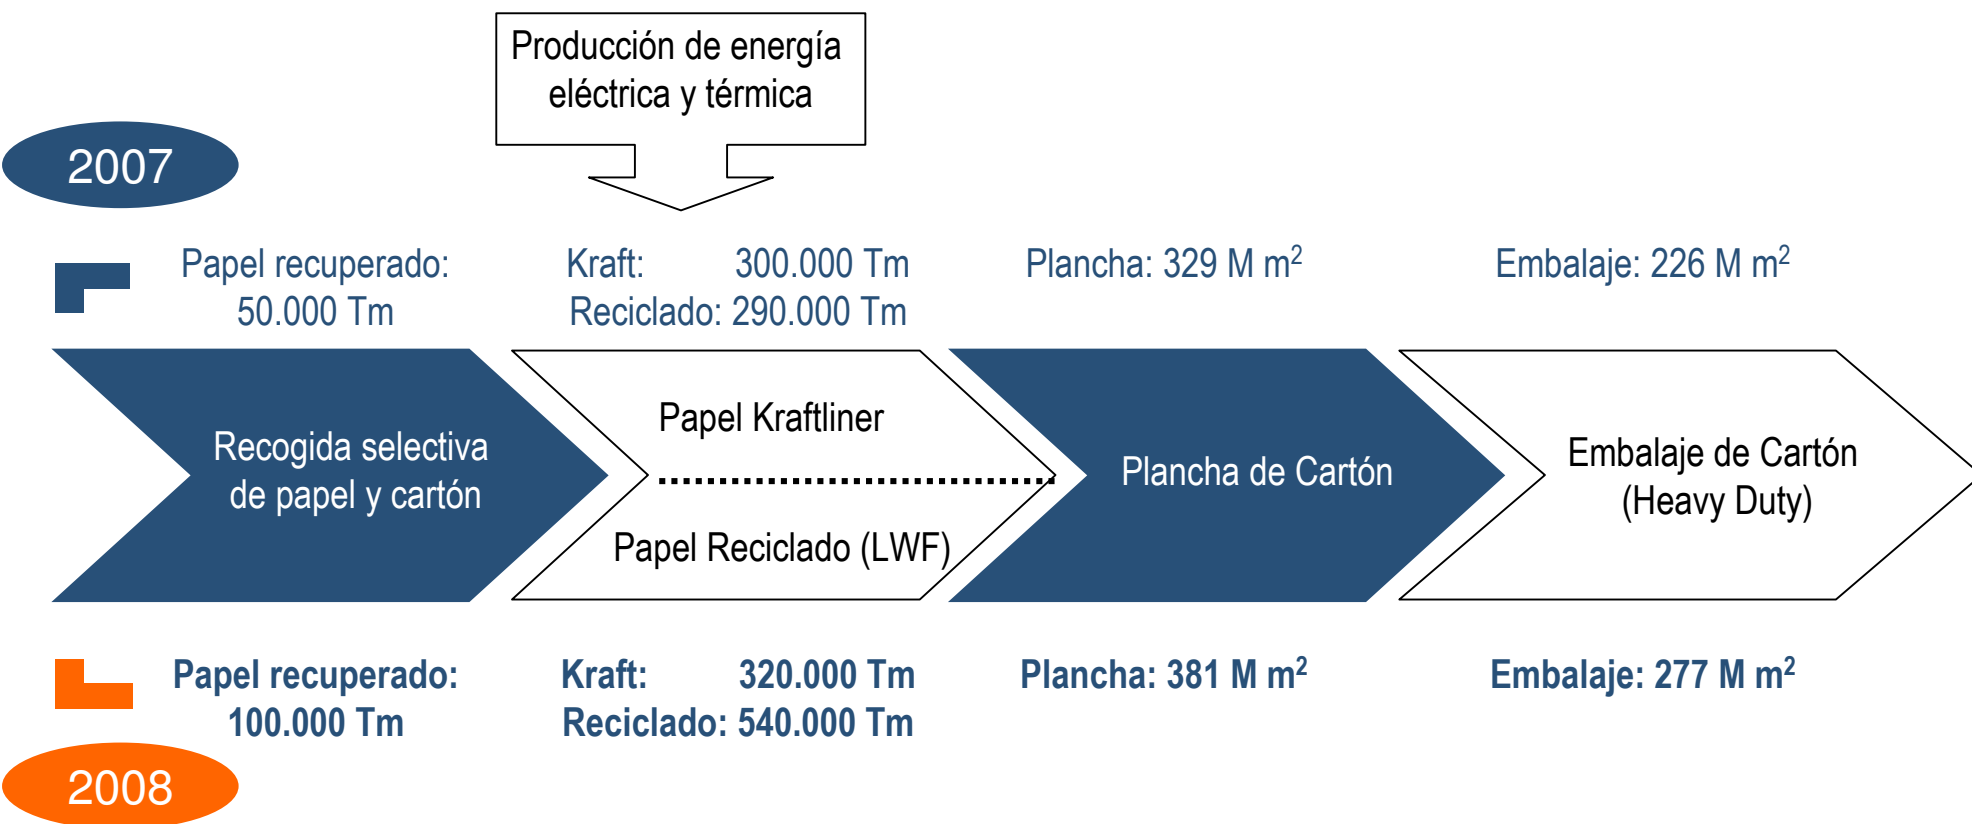 Producción de energía
eléctrica y térmica
2007
Papel recuperado:
50.000 Tm
Kraft: 300.000 Tm
Reciclado: 290.000 Tm
Plancha: 329 M m²
Embalaje: 226 M m²
Recogida selectiva
de papel y cartón
Papel Kraftliner
Papel Reciclado (LWF)
Plancha de Cartón
Embalaje de Cartón
(Heavy Duty)
Papel recuperado:
100.000 Tm
Kraft: 320.000 Tm
Reciclado: 540.000 Tm
Plancha: 381 M m²
Embalaje: 277 M m²
2008